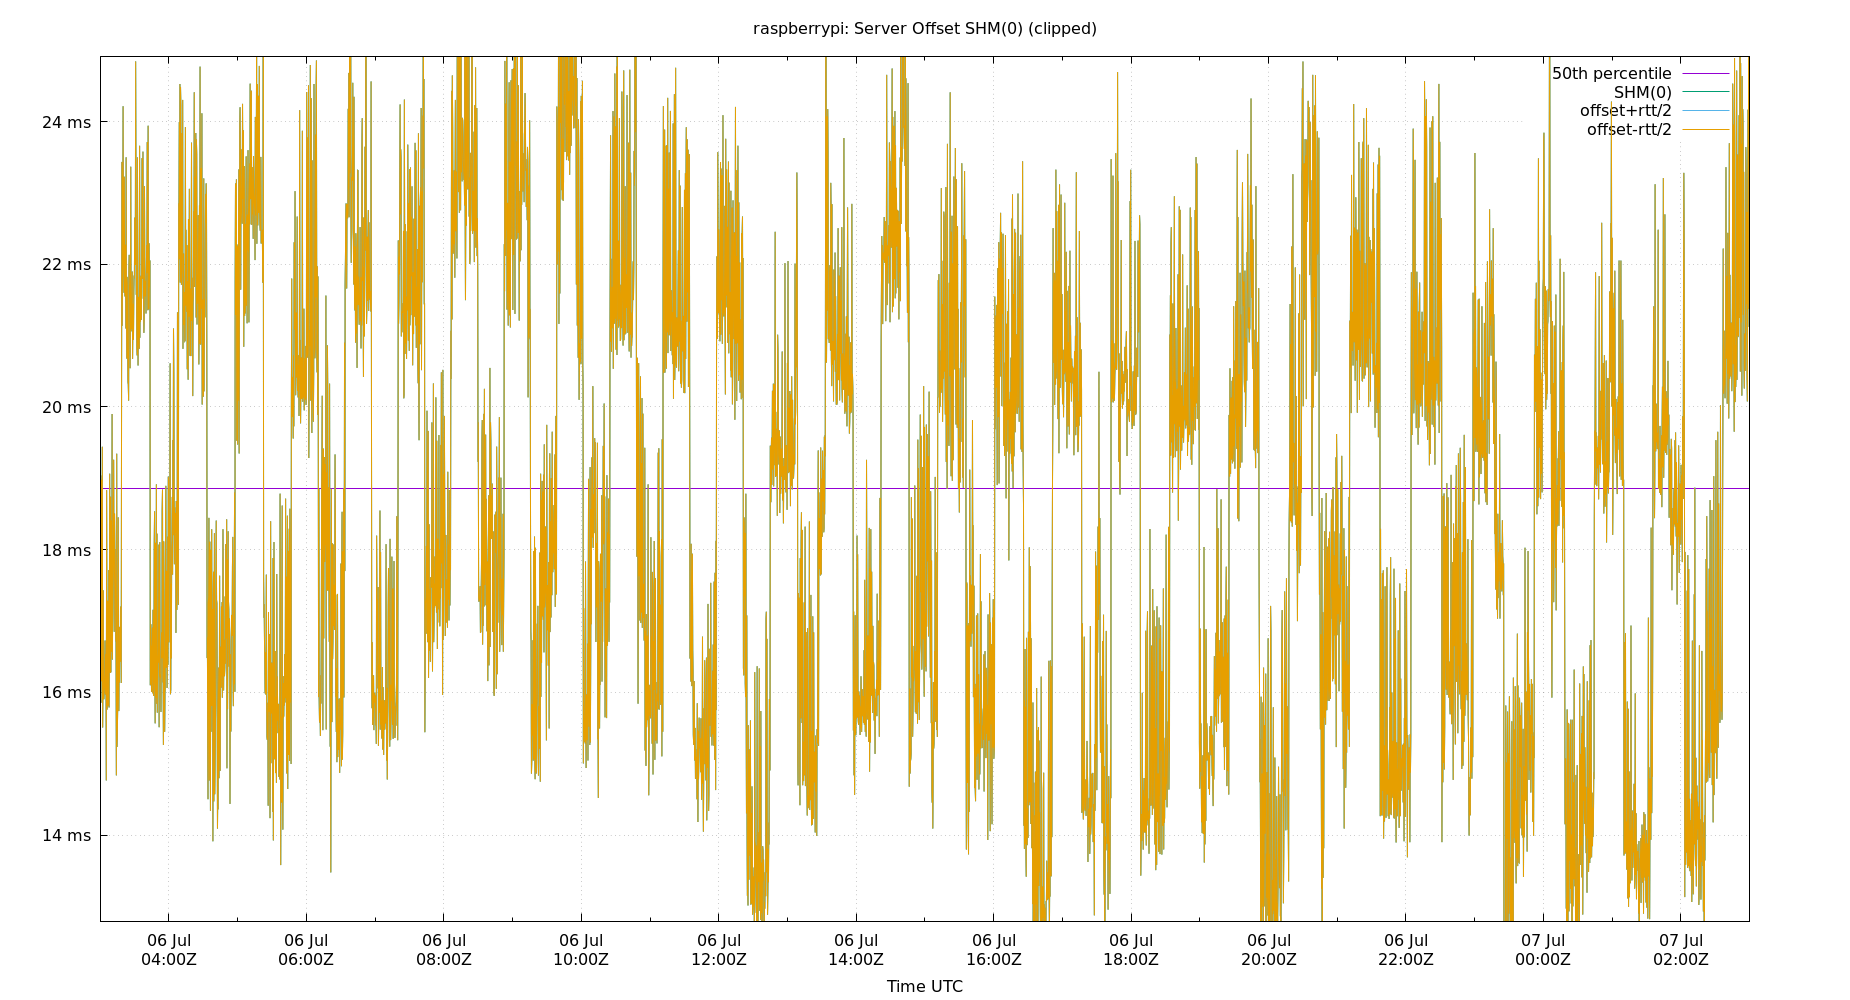 raspberrypi: Server Offset SHM(0) (clipped)
50th percentile
SHM(0)
offset+rtt/2
offset-rtt/2
24 ms
22 ms
20 ms
18 ms
16 ms
14 ms
06 Jul 06 Jul 06 Jul 06 Jul 06 Jul 06 Jul 06 Jul 06 Jul 06 Jul 06 Jul 07 Jul 07 Jul
04:00Z 06:00Z 08:00Z 10:00Z 12:00Z 14:00Z 16:00Z 18:00Z 20:00Z 22:00Z 00:00Z 02:00Z
Time UTC